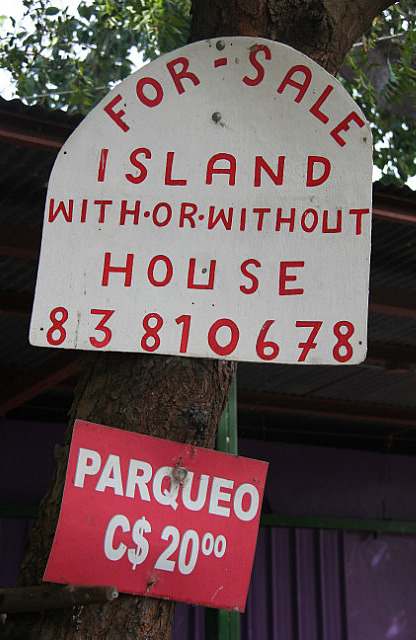 FOR-SALE
ISLAND
WITH·OR·WITHOUT
HOUSE
83 810678
PARQUEO
C$ 20⁰⁰